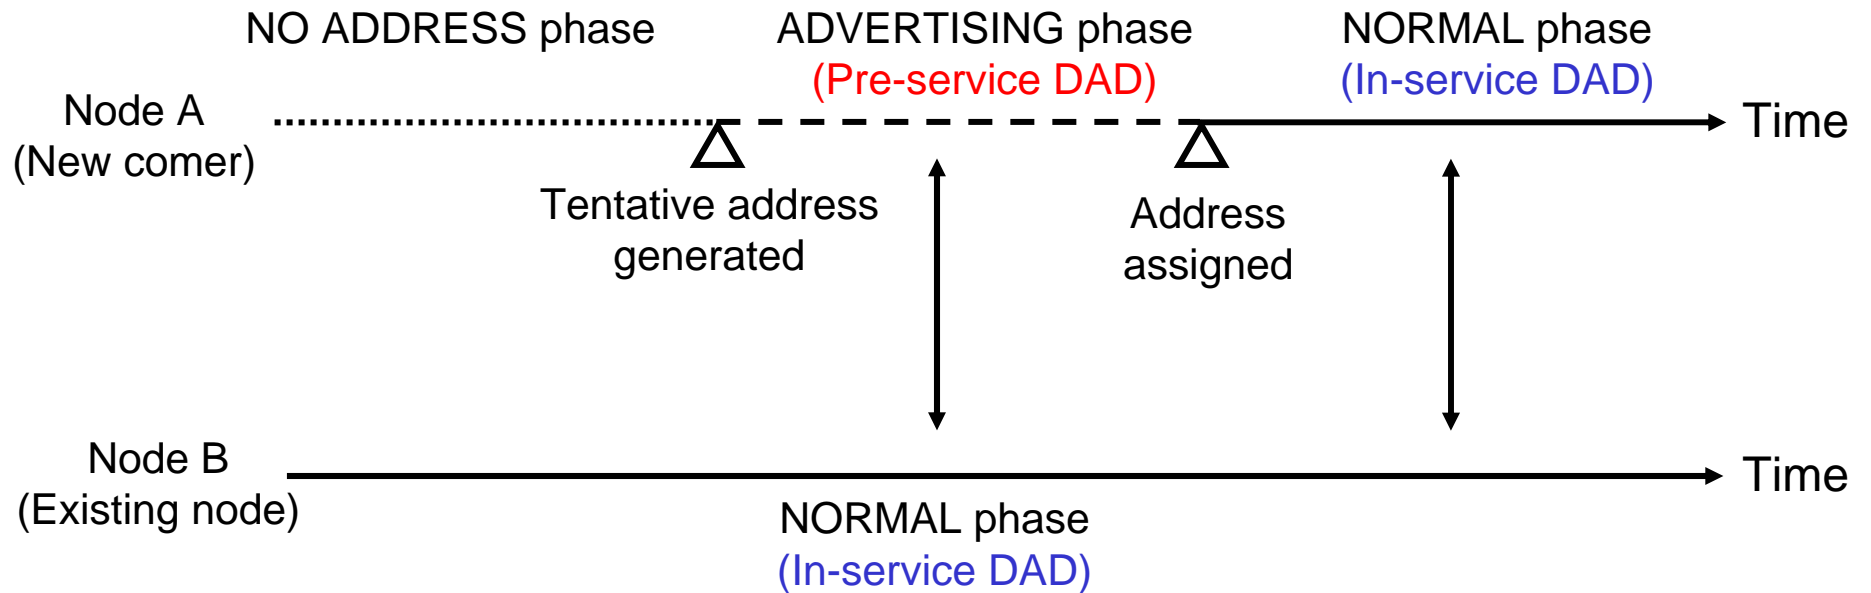 NO ADDRESS phase
ADVERTISING phase
(Pre-service DAD)
NORMAL phase
(In-service DAD)
Node A
(New comer)
Time
Tentative address
generated
Address
assigned
Node B
(Existing node)
Time
NORMAL phase
(In-service DAD)